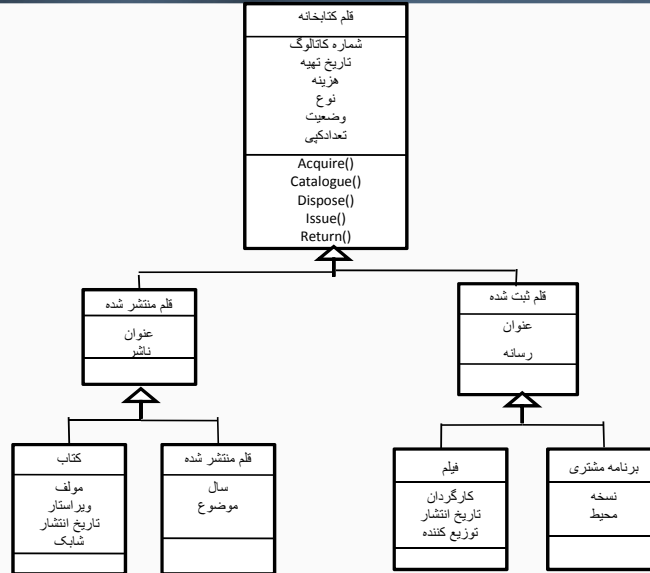 قلم کتابخانه
شماره کاتالوگ
تاریخ تهیه
هزینه
نوع
وضعیت
تعدادکپی
Acquire()
Catalogue()
Dispose()
Issue()
Return()
قلم منتشر شده
عنوان
ناشر
قلم ثبت شده
عنوان
رسانه
کتاب
مولف
ویراستار
تاریخ انتشار
شابک
قلم منتشر شده
سال
موضوع
فیلم
کارگردان
تاریخ انتشار
توزیع کننده
برنامه مشتری
نسخه
محیط